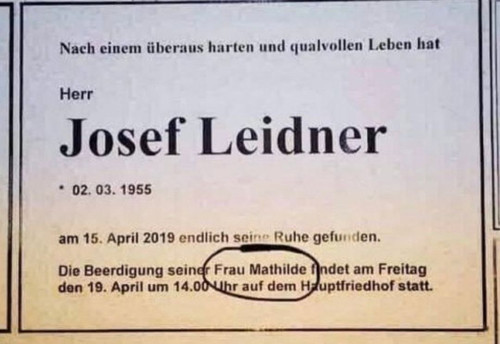 Nach einem überaus harten und qualvollen Leben hat
Herr
Josef Leidner
* 02. 03. 1955
am 15. April 2019 endlich seine Ruhe gefunden.
Die Beerdigung seiner Frau Mathilde findet am Freitag
den 19. April um 14.00 Uhr auf dem Hauptfriedhof statt.